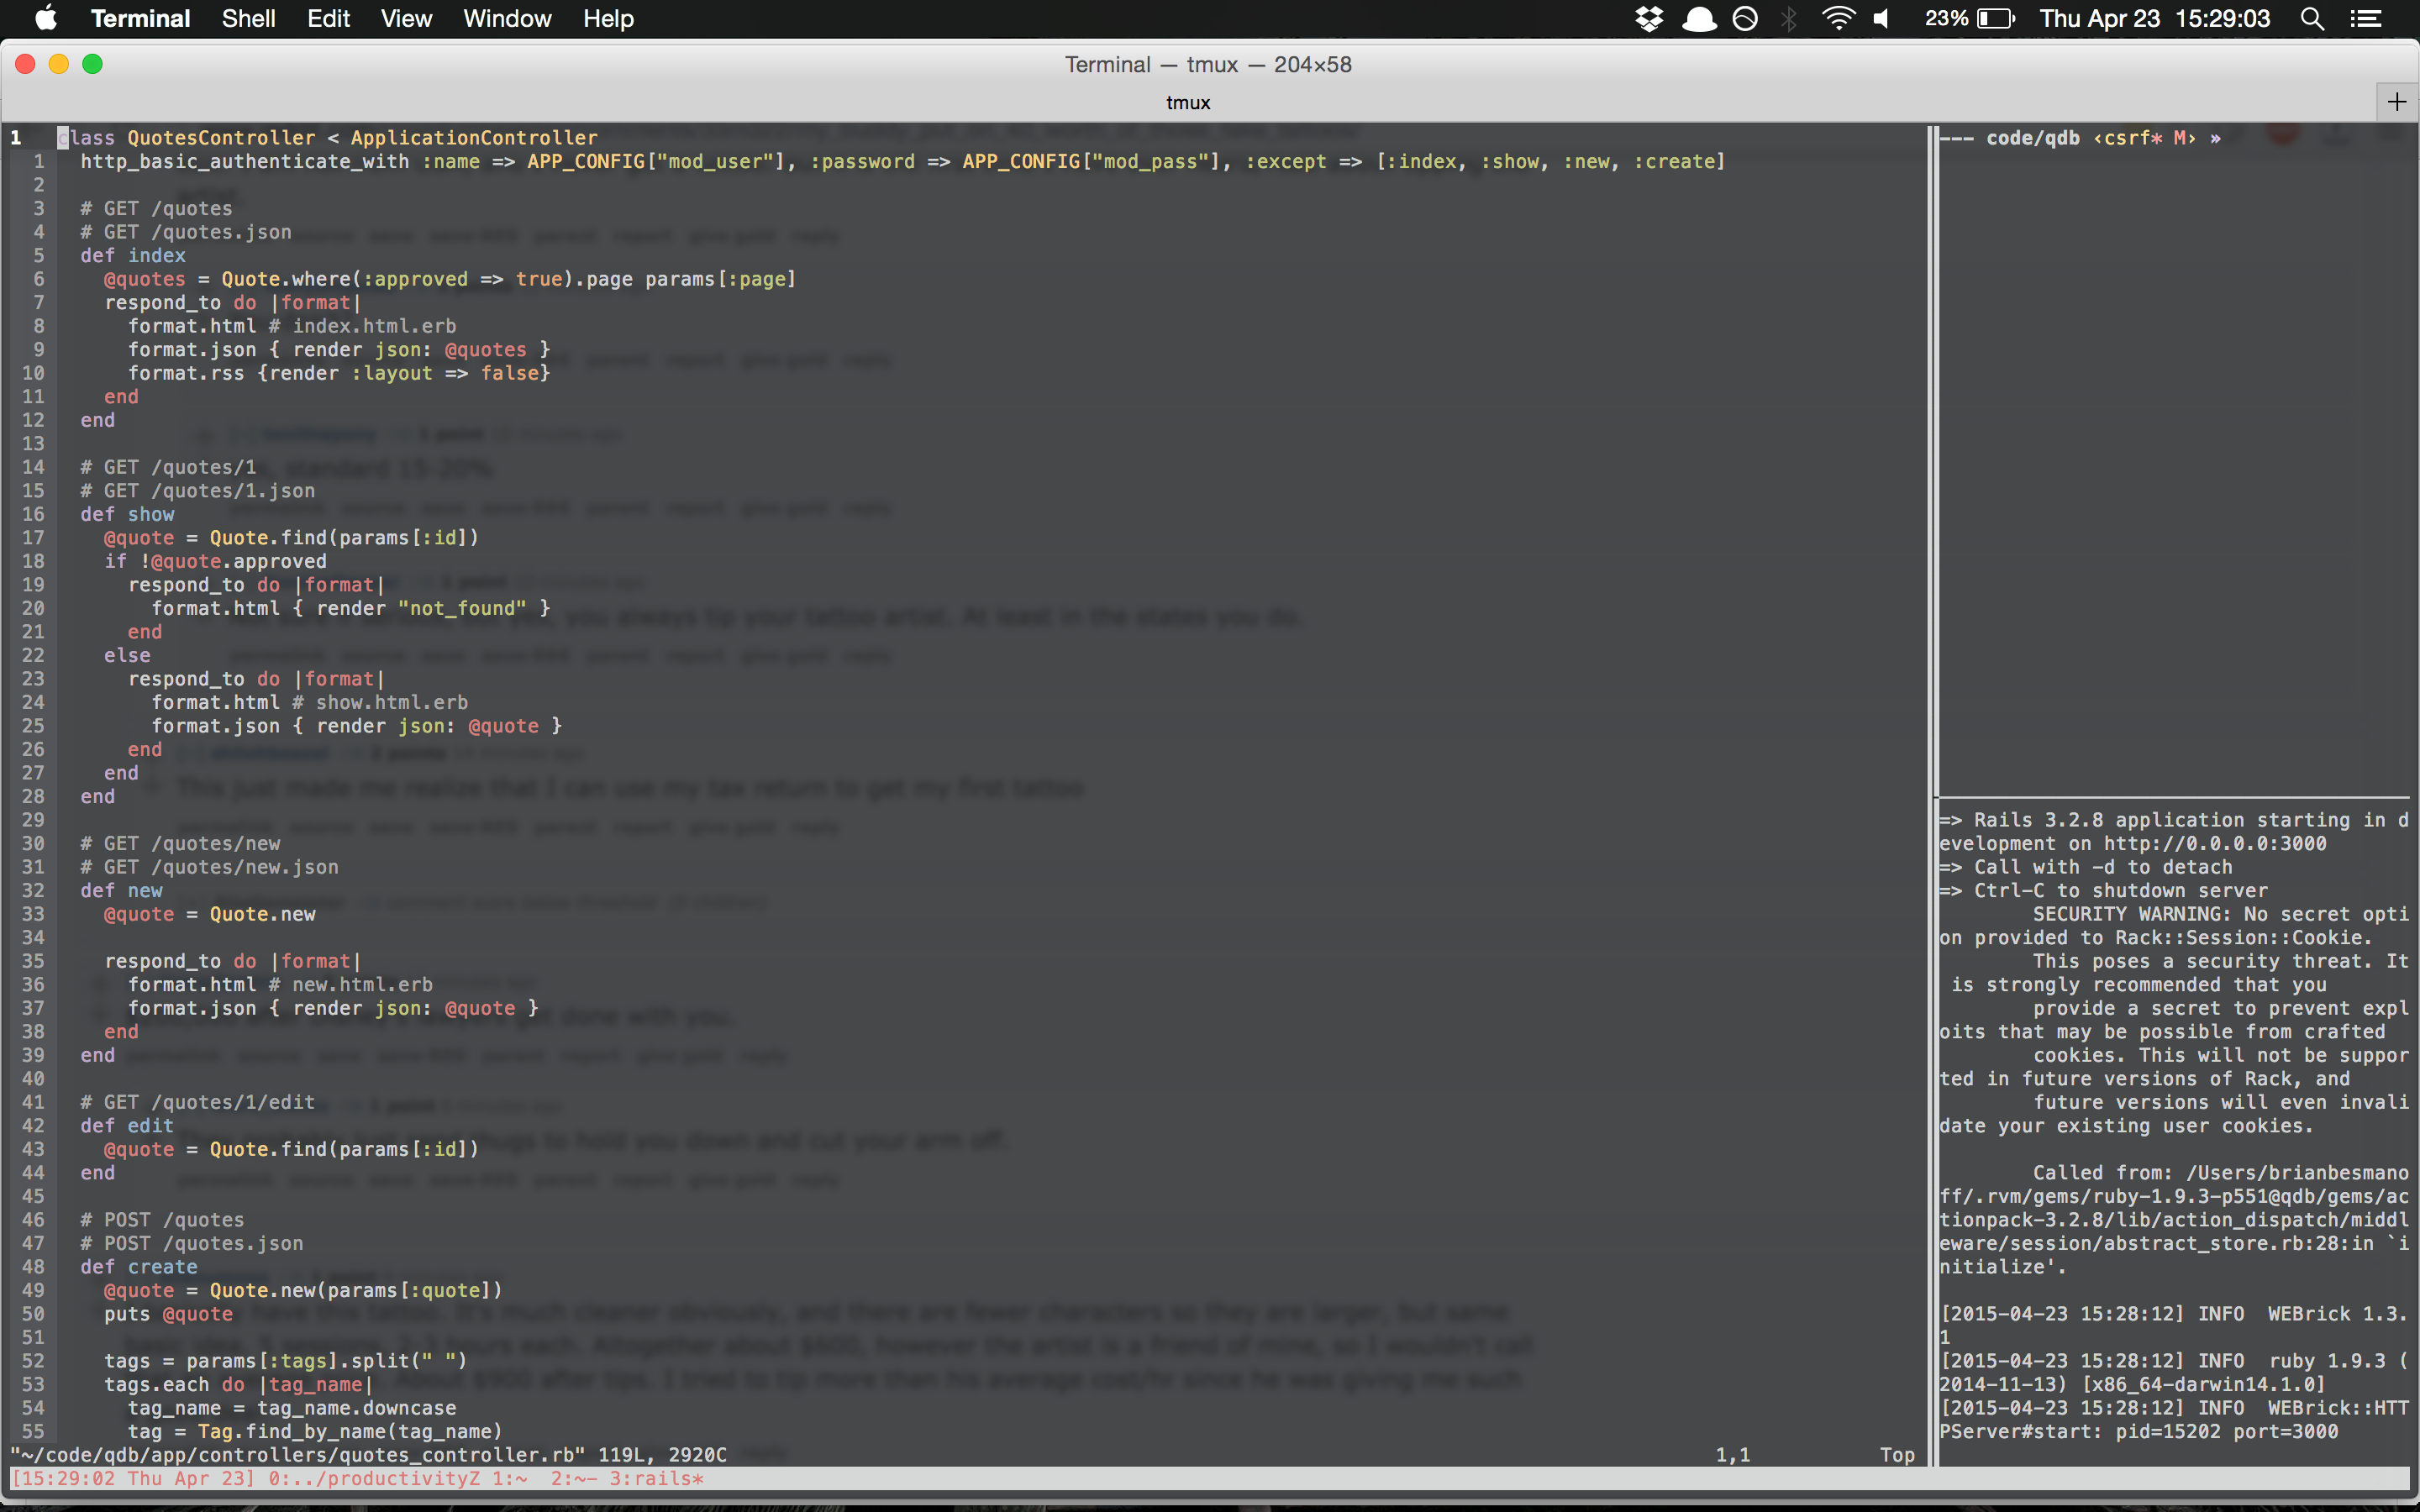 Terminal Shell Edit View Window Help 23% Thu Apr 23 15:29:03
Terminal — tmux — 204×58
tmux
1 class QuotesController < ApplicationController
1 http_basic_authenticate_with :name => APP_CONFIG["mod_user"], :password => APP_CONFIG["mod_pass"], :except => [:index, :show, :new, :create]
2
3 # GET /quotes
4 # GET /quotes.json
5 def index
6 @quotes = Quote.where(:approved => true).page params[:page]
7 respond_to do |format|
8 format.html # index.html.erb
9 format.json { render json: @quotes }
10 format.rss {render :layout => false}
11 end
12 end
13
14 # GET /quotes/1
15 # GET /quotes/1.json
16 def show
17 @quote = Quote.find(params[:id])
18 if !@quote.approved
19 respond_to do |format|
20 format.html { render "not_found" }
21 end
22 else
23 respond_to do |format|
24 format.html # show.html.erb
25 format.json { render json: @quote }
26 end
27 end
28 end
29
30 # GET /quotes/new
31 # GET /quotes/new.json
32 def new
33 @quote = Quote.new
34
35 respond_to do |format|
36 format.html # new.html.erb
37 format.json { render json: @quote }
38 end
39 end
40
41 # GET /quotes/1/edit
42 def edit
43 @quote = Quote.find(params[:id])
44 end
45
46 # POST /quotes
47 # POST /quotes.json
48 def create
49 @quote = Quote.new(params[:quote])
50 puts @quote
51
52 tags = params[:tags].split(" ")
53 tags.each do |tag_name|
54 tag_name = tag_name.downcase
55 tag = Tag.find_by_name(tag_name)
"~/code/qdb/app/controllers/quotes_controller.rb" 119L, 2920C 1,1 Top
--- code/qdb ‹csrf* M› »
=> Rails 3.2.8 application starting in d
evelopment on http://0.0.0.0:3000
=> Call with -d to detach
=> Ctrl-C to shutdown server
SECURITY WARNING: No secret opti
on provided to Rack::Session::Cookie.
This poses a security threat. It
is strongly recommended that you
provide a secret to prevent expl
oits that may be possible from crafted
cookies. This will not be suppor
ted in future versions of Rack, and
future versions will even invali
date your existing user cookies.
Called from: /Users/brianbesmano
ff/.rvm/gems/ruby-1.9.3-p551@qdb/gems/ac
tionpack-3.2.8/lib/action_dispatch/middl
eware/session/abstract_store.rb:28:in `i
nitialize'.
[2015-04-23 15:28:12] INFO  WEBrick 1.3.
1
[2015-04-23 15:28:12] INFO  ruby 1.9.3 (
2014-11-13) [x86_64-darwin14.1.0]
[2015-04-23 15:28:12] INFO  WEBrick::HTT
PServer#start: pid=15202 port=3000
[15:29:02 Thu Apr 23] 0:../productivityZ 1:~  2:~- 3:rails*